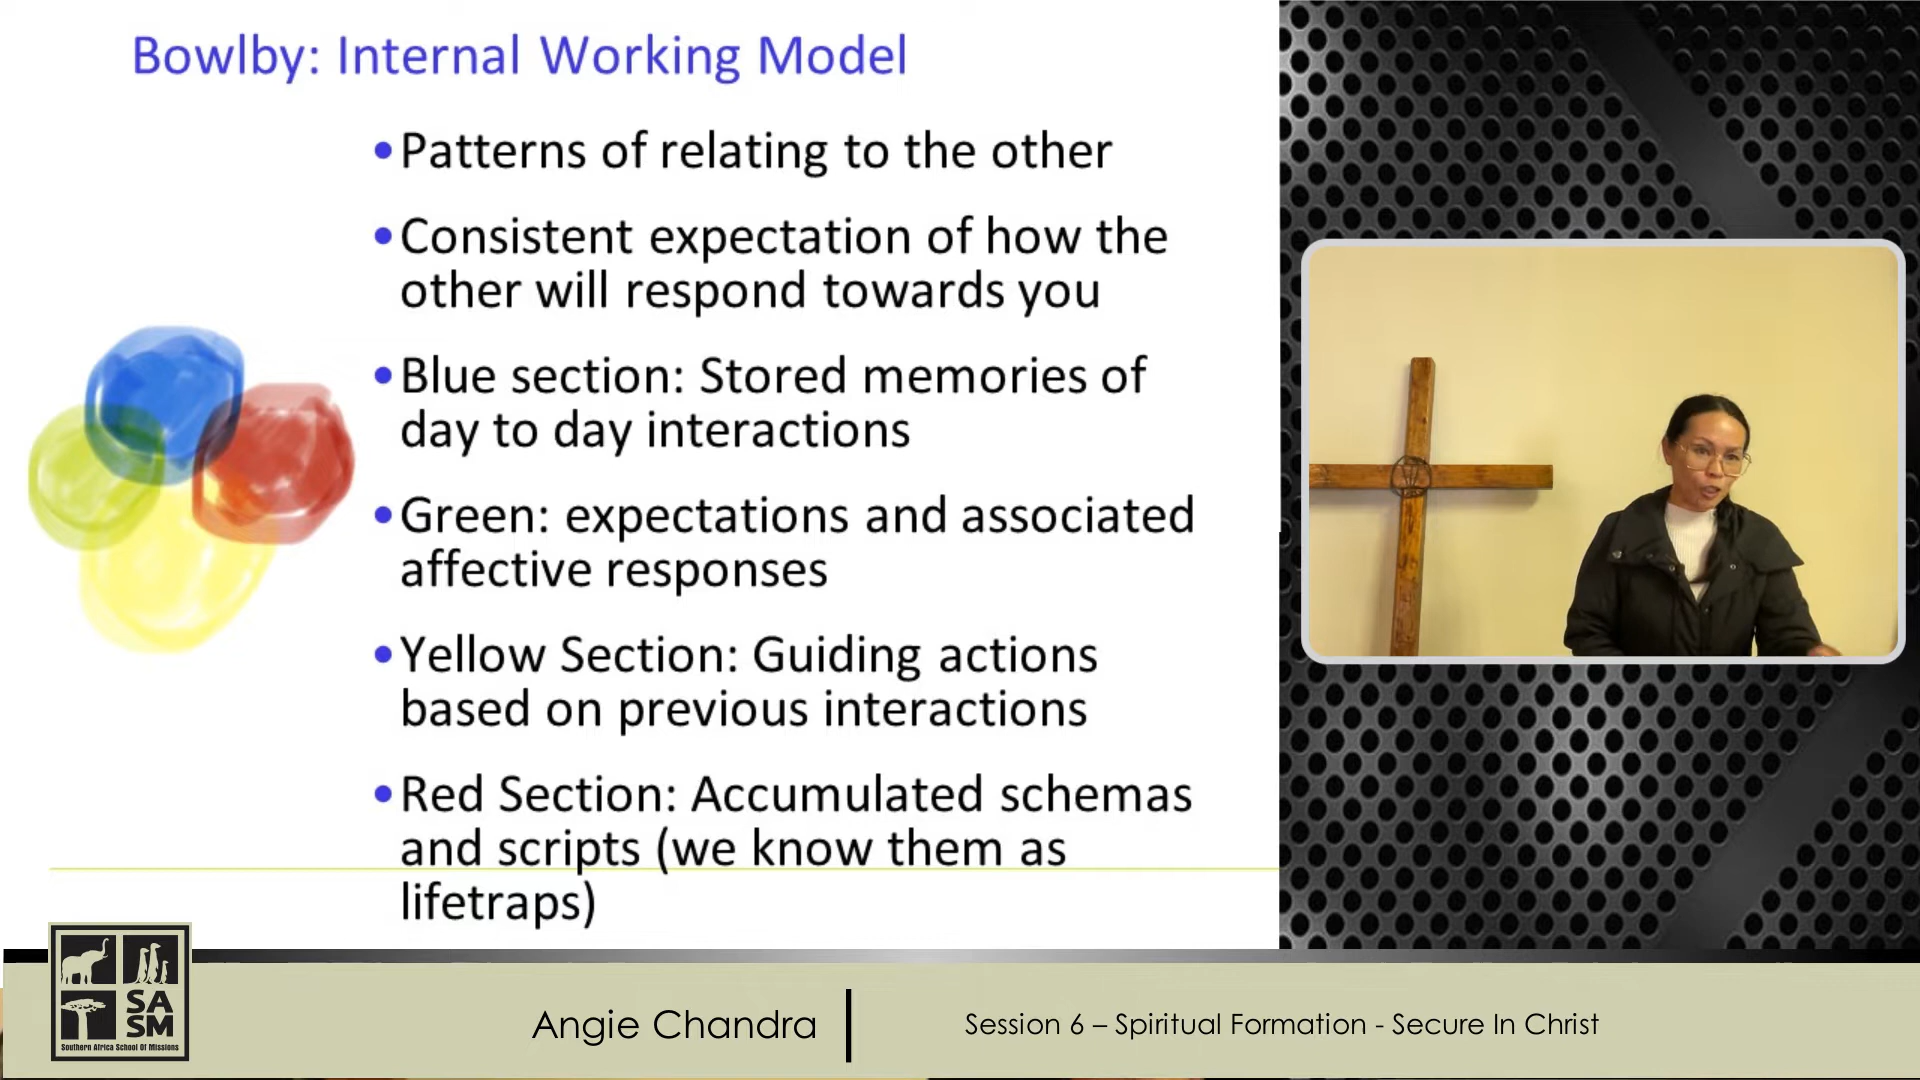 Bowlby: Internal Working Model
•Patterns of relating to the other
•Consistent expectation of how the
other will respond towards you
•Blue section: Stored memories of
day to day interactions
•Green: expectations and associated
affective responses
•Yellow Section: Guiding actions
based on previous interactions
•Red Section: Accumulated schemas
and scripts (we know them as
lifetraps)
SA
SM
Southern Africa School Of Missions
Angie Chandra
Session 6 – Spiritual Formation - Secure In Christ